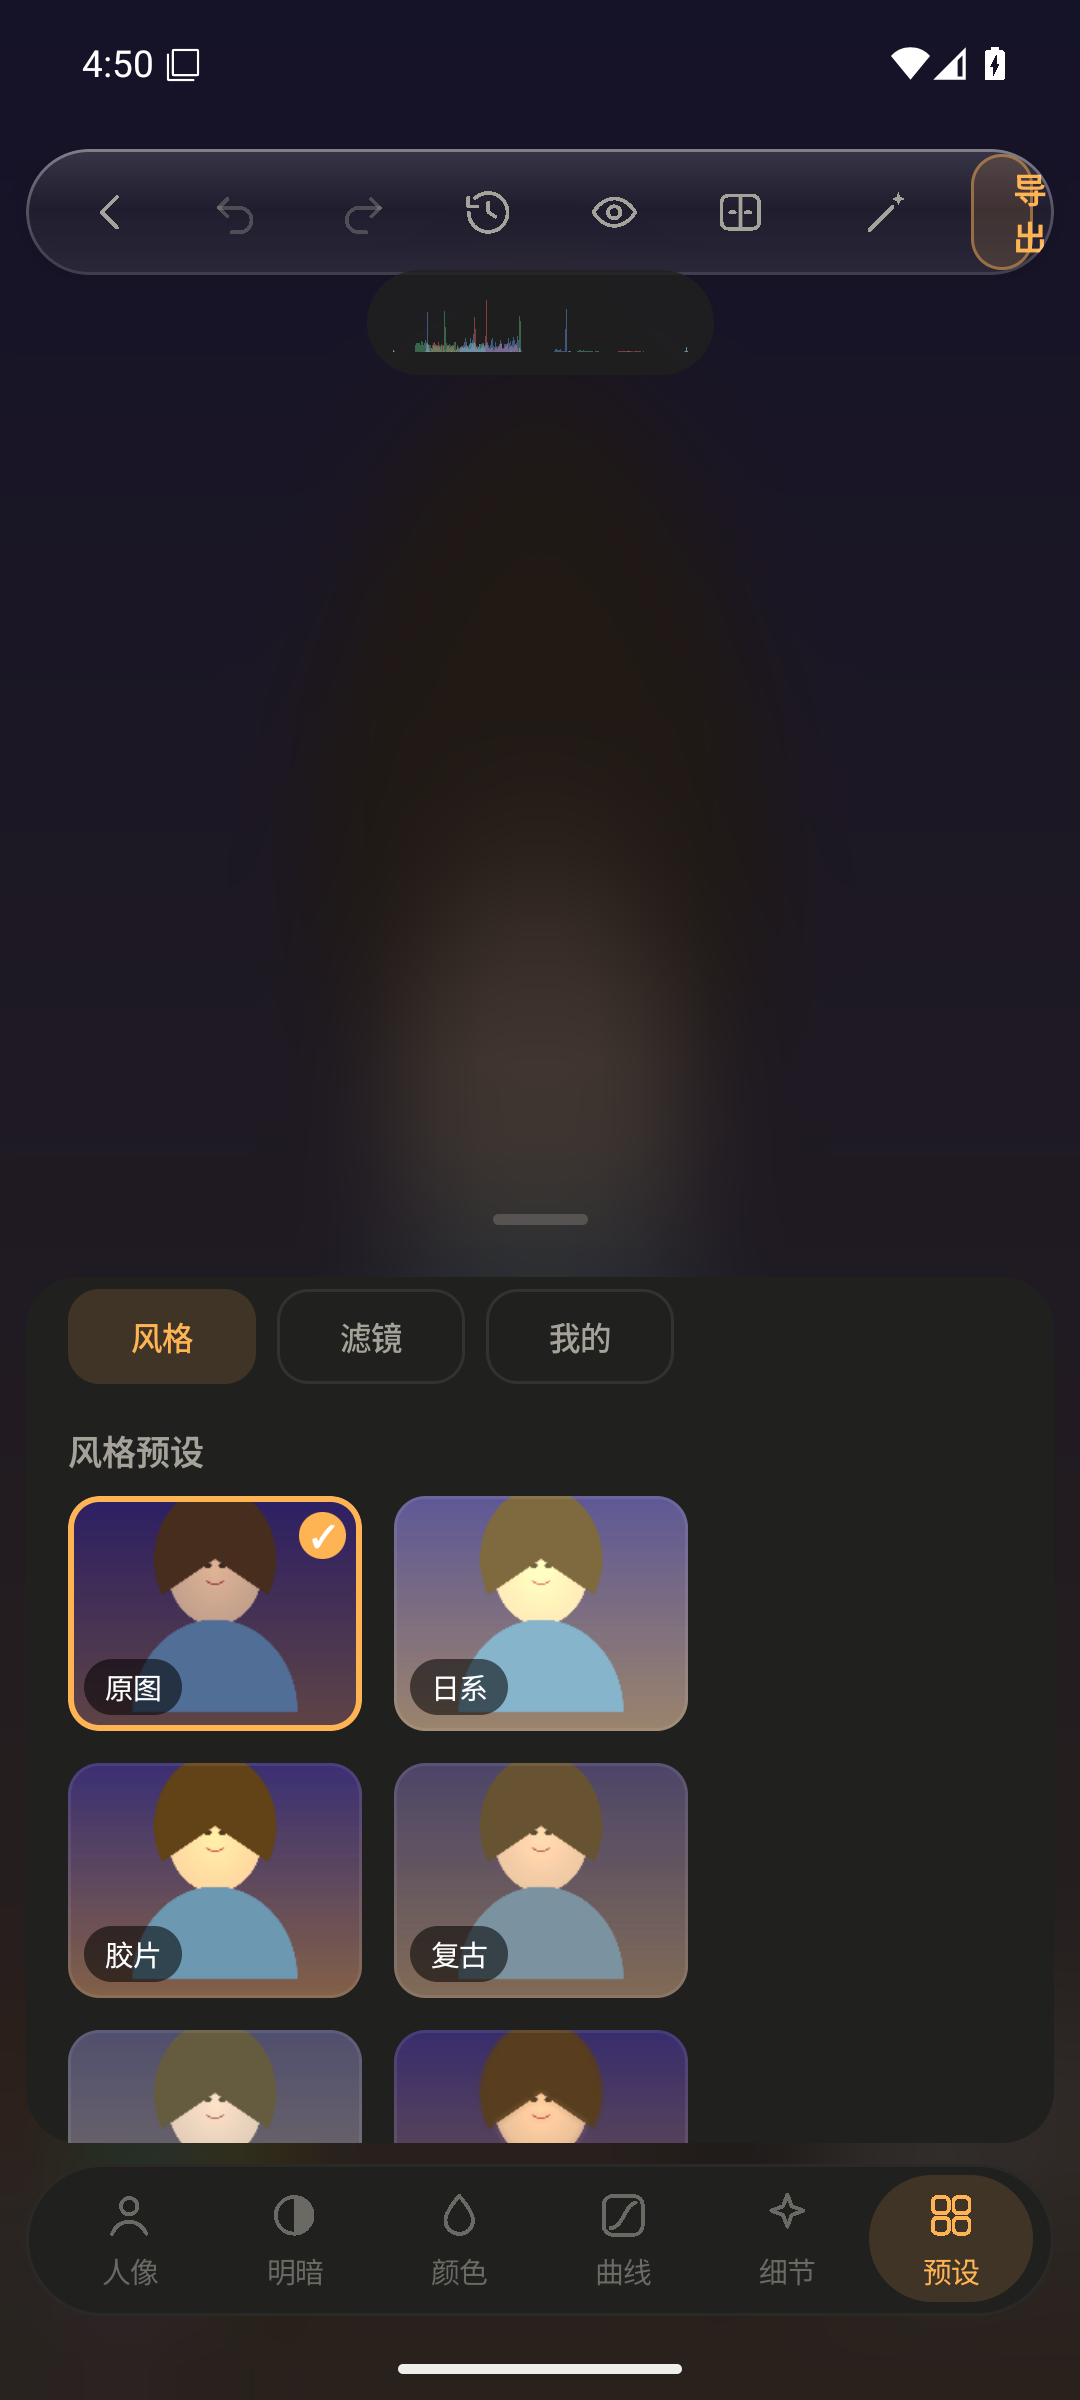 4:50
导
出
风格
滤镜
我的
风格预设
原图
日系
胶片
复古
人像
明暗
颜色
曲线
细节
预设